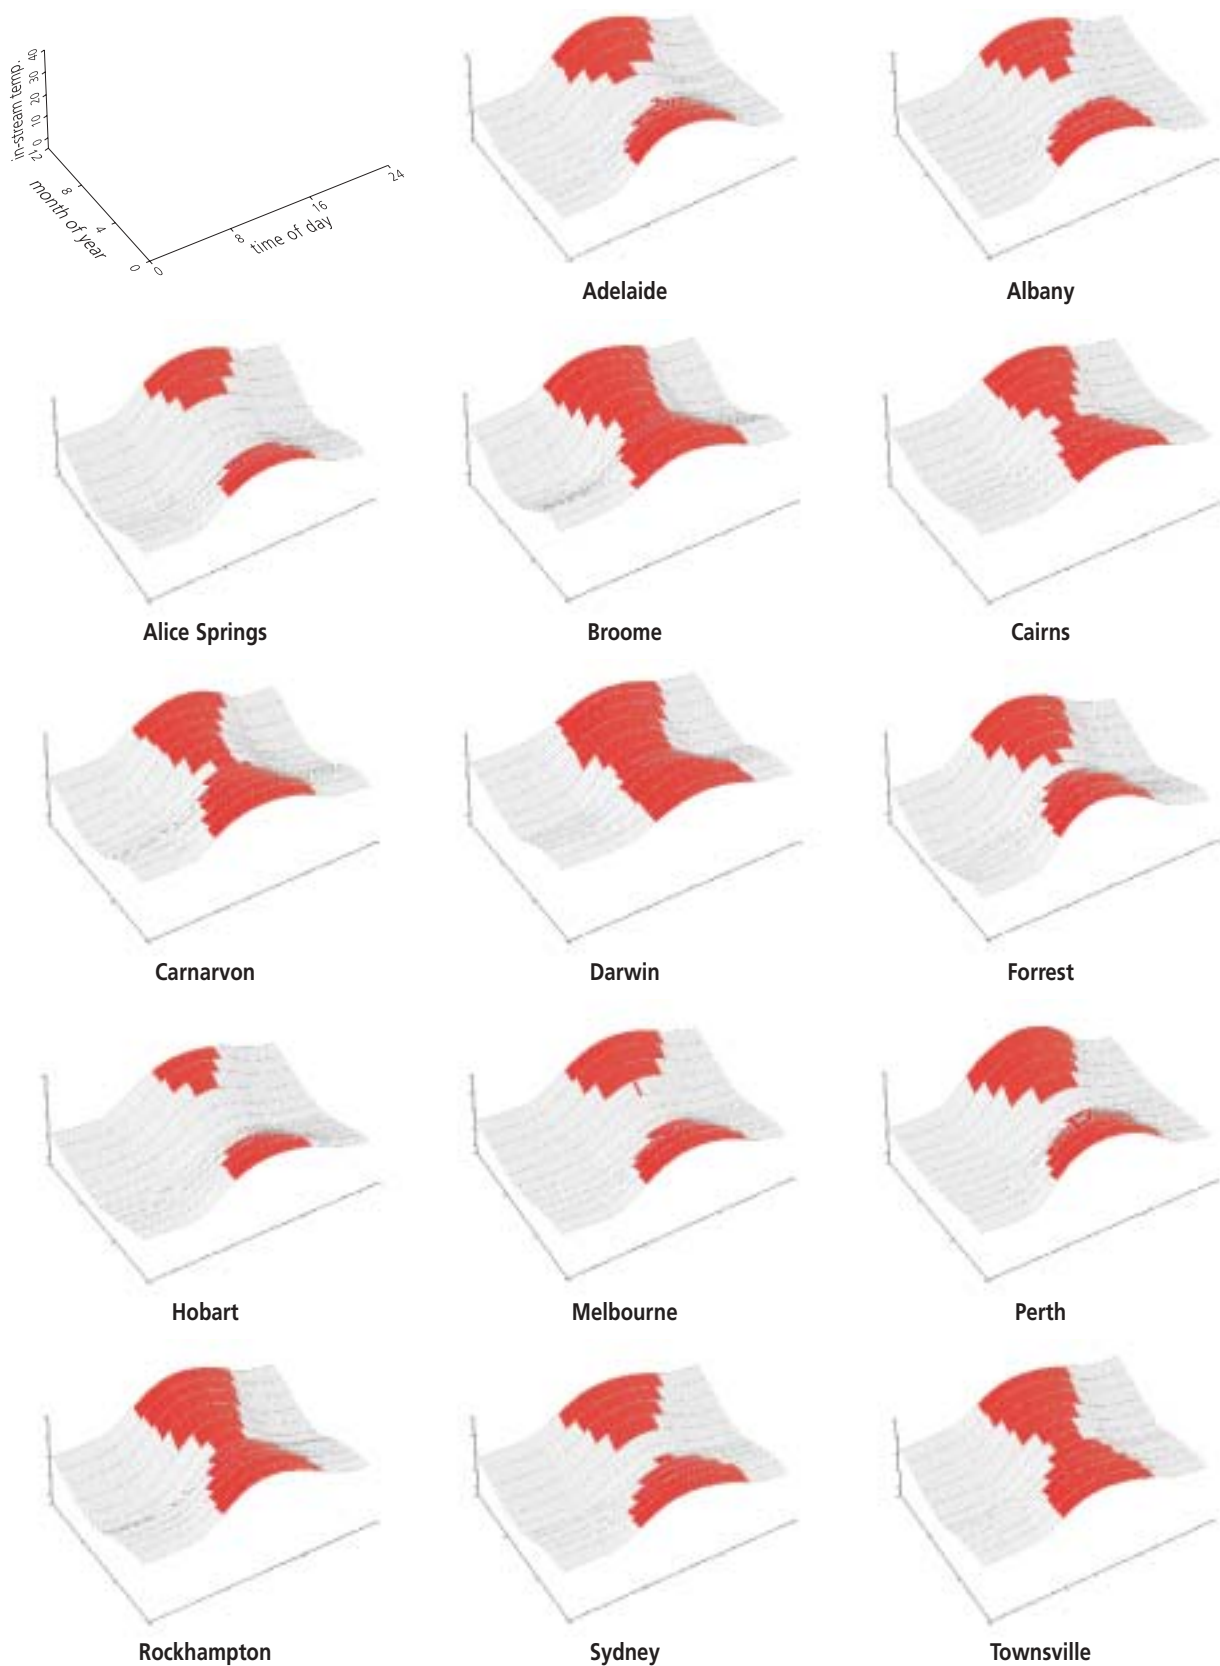 in-stream temp.
40
30
20
10
0
12
8
4
0
month of year
0
8
16
24
time of day
Adelaide
Albany
Alice Springs
Broome
Cairns
Carnarvon
Darwin
Forrest
Hobart
Melbourne
Perth
Rockhampton
Sydney
Townsville